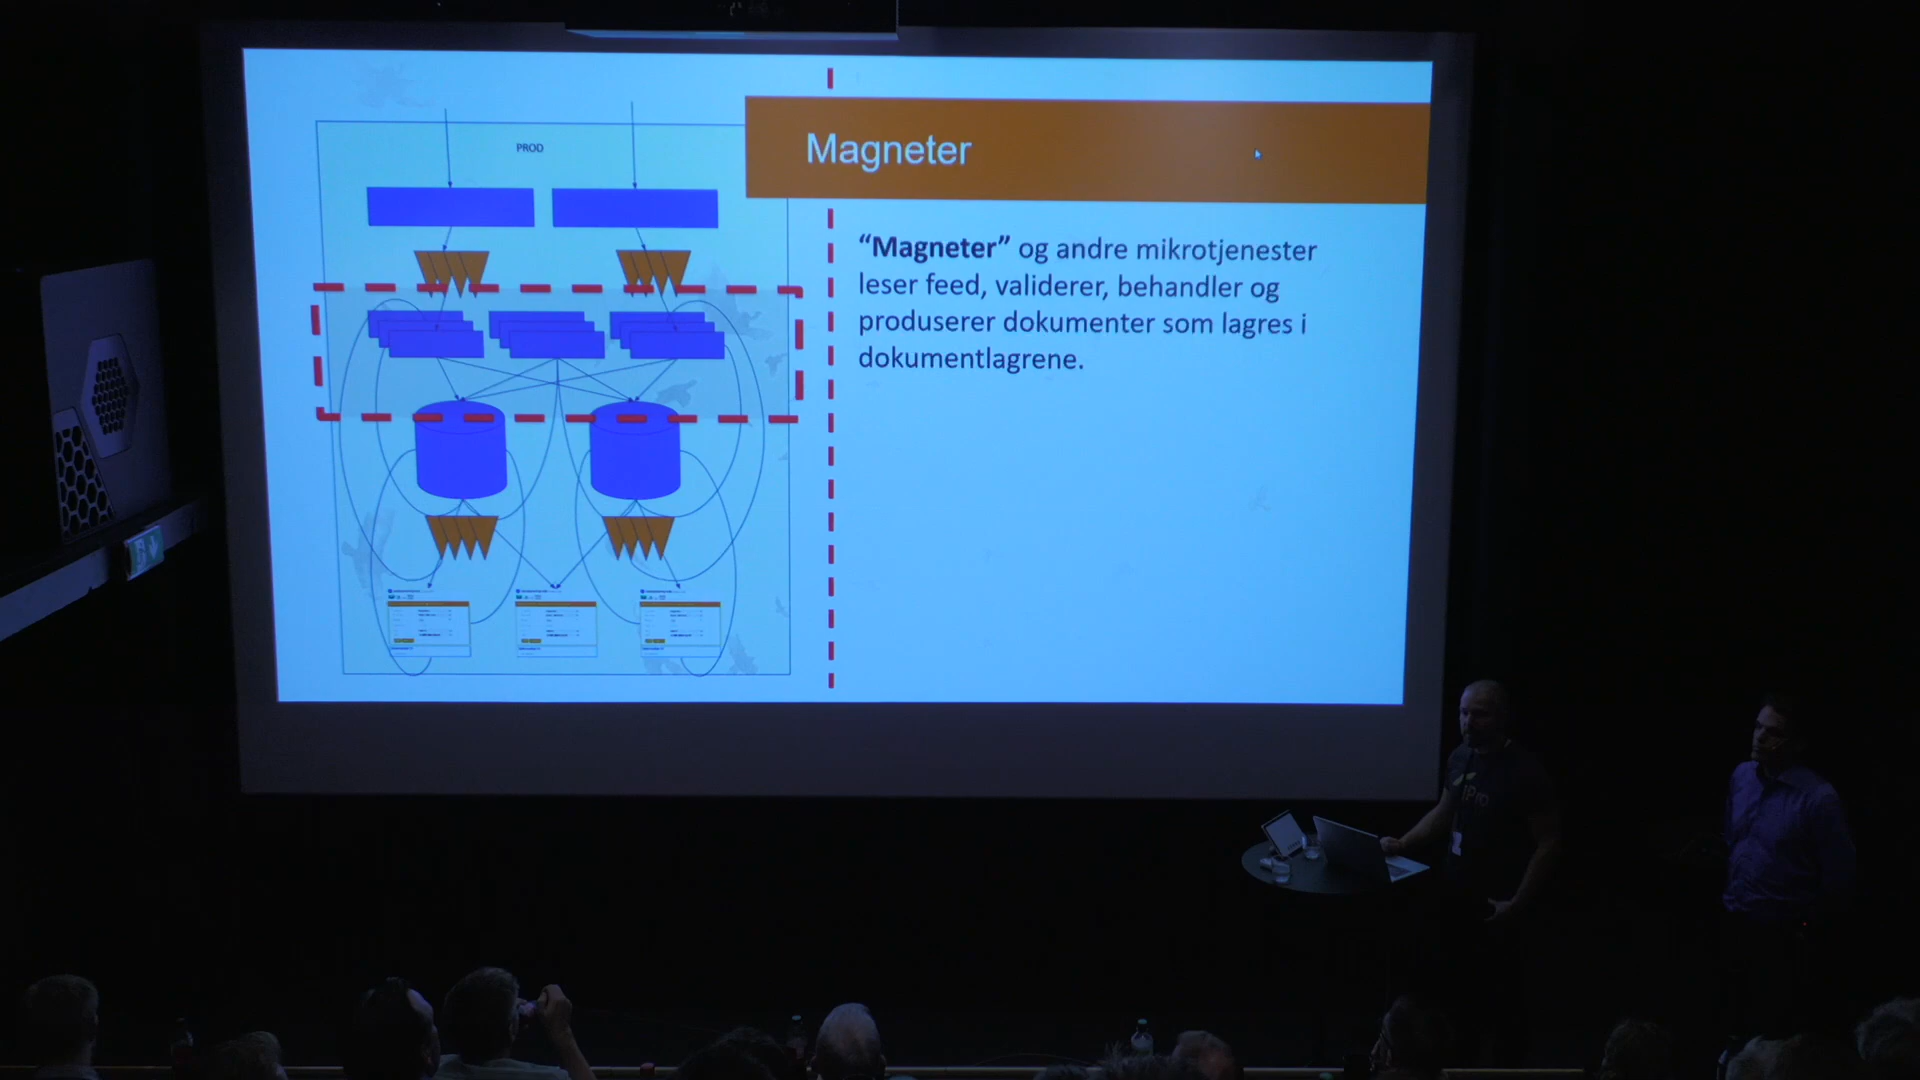 PROD
Magneter
“Magneter” og andre mikrotjenester
leser feed, validerer, behandler og
produserer dokumenter som lagres i
dokumentlagrene.